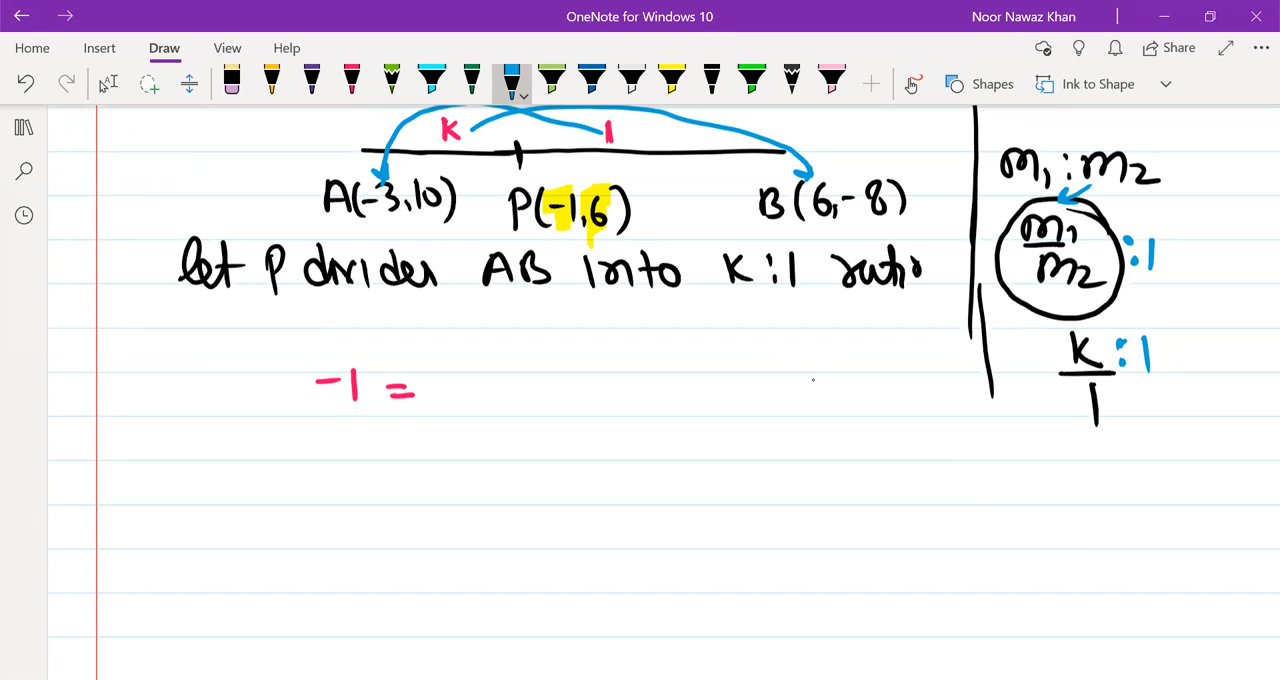 OneNote for Windows 10
Noor Nawaz Khan
Home Insert Draw View Help
Share
Shapes
Ink to Shape
K 1
A(-3,10) P(-1,6) B(6,-8)
let P divides AB into K:1 ratio
-1 =
m₁ : m₂
m₁
m₂ : 1
K : 1
1